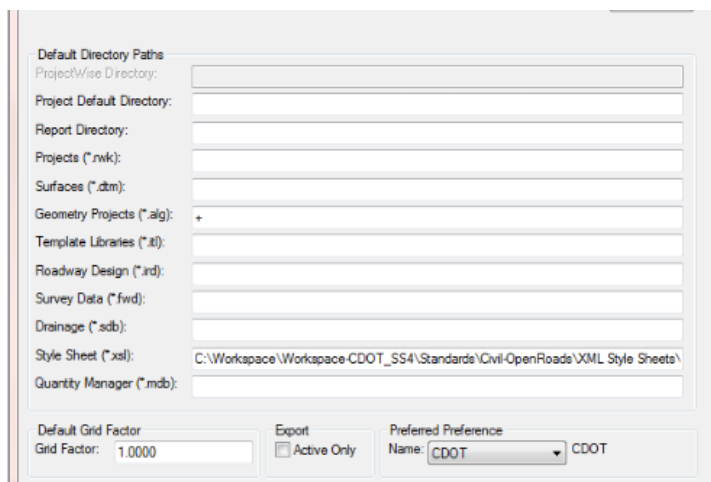 Default Directory Paths
ProjectWise Directory:
Project Default Directory:
Report Directory:
Projects (*.rwk):
Surfaces (*.dtm):
Geometry Projects (*.alg): +
Template Libraries (*.itl):
Roadway Design (*.ird):
Survey Data (*.fwd):
Drainage (*.sdb):
Style Sheet (*.xsl): C:\Workspace\Workspace-CDOT_SS4\Standards\Civil-OpenRoads\XML Style Sheets\
Quantity Manager (*.mdb):
Default Grid Factor Export Preferred Preference
Grid Factor: 1.0000 Active Only Name: CDOT CDOT